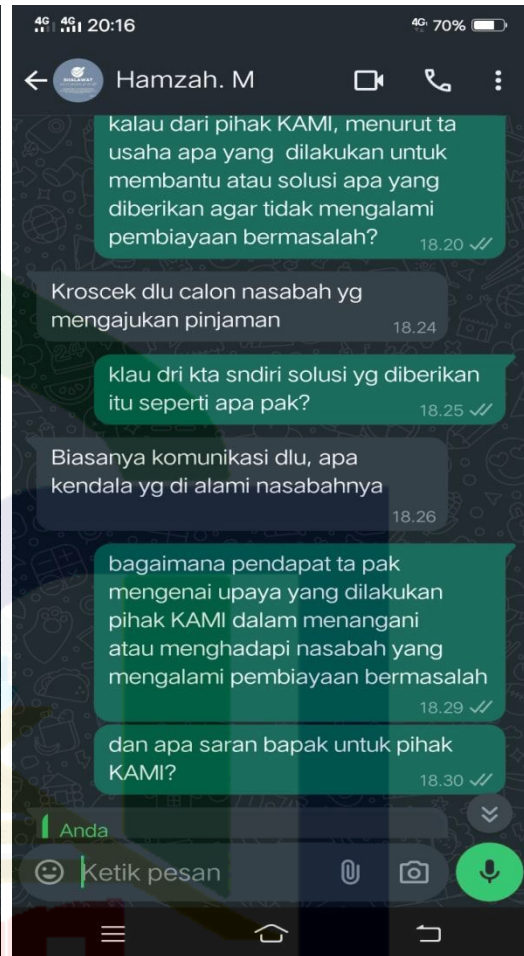 4G 4G 20:16 4G 70%
Hamzah. M
kalau dari pihak KAMI, menurut ta
usaha apa yang dilakukan untuk
membantu atau solusi apa yang
diberikan agar tidak mengalami
pembiayaan bermasalah?
18.20
Kroscek dlu calon nasabah yg
mengajukan pinjaman
18.24
klau dri kta sndiri solusi yg diberikan
itu seperti apa pak?
18.25
Biasanya komunikasi dlu, apa
kendala yg di alami nasabahnya
18.26
bagaimana pendapat ta pak
mengenai upaya yang dilakukan
pihak KAMI dalam menangani
atau menghadapi nasabah yang
mengalami pembiayaan bermasalah
18.29
dan apa saran bapak untuk pihak
KAMI?
18.30
Anda
Ketik pesan